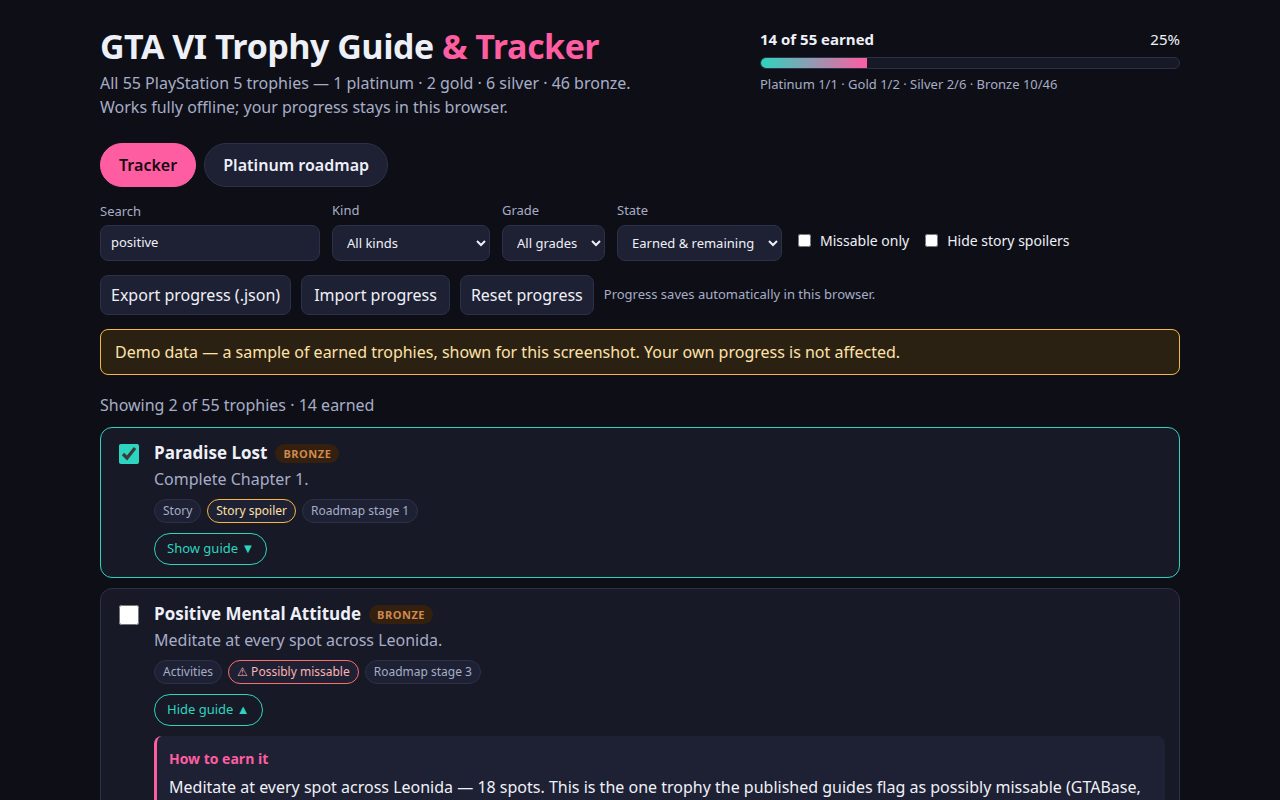 GTA VI Trophy Guide & Tracker
14 of 55 earned 25%
All 55 PlayStation 5 trophies — 1 platinum · 2 gold · 6 silver · 46 bronze.
Works fully offline; your progress stays in this browser.
Platinum 1/1 · Gold 1/2 · Silver 2/6 · Bronze 10/46
Tracker Platinum roadmap
Search Kind Grade State
positive All kinds All grades Earned & remaining Missable only Hide story spoilers
Export progress (.json) Import progress Reset progress Progress saves automatically in this browser.
Demo data — a sample of earned trophies, shown for this screenshot. Your own progress is not affected.
Showing 2 of 55 trophies · 14 earned
Paradise Lost BRONZE
Complete Chapter 1.
Story Story spoiler Roadmap stage 1
Show guide ▼
Positive Mental Attitude BRONZE
Meditate at every spot across Leonida.
Activities ⚠ Possibly missable Roadmap stage 3
Hide guide ▲
How to earn it
Meditate at every spot across Leonida — 18 spots. This is the one trophy the published guides flag as possibly missable (GTABase,